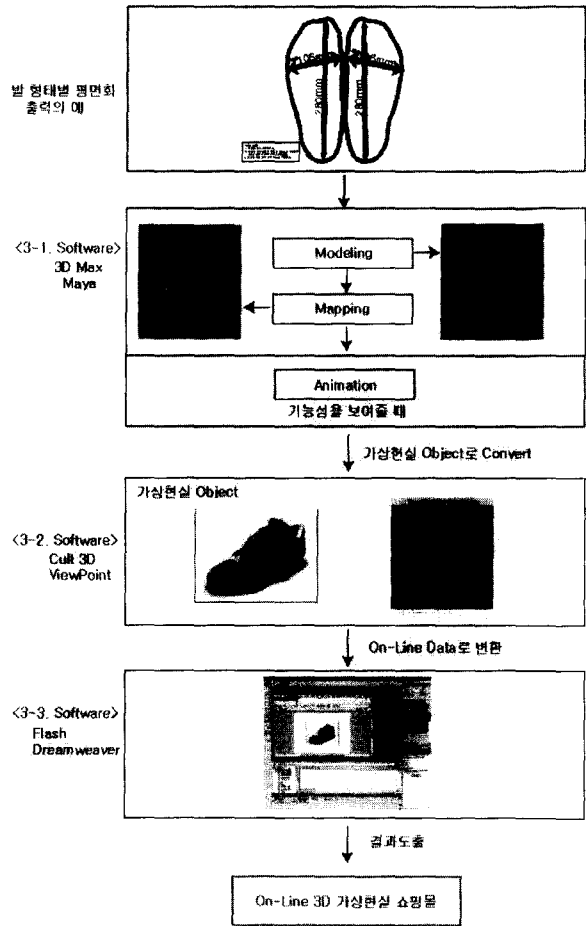 발 형태별 평면화
출력의 예
280mm
280mm
<3-1. Software>
3D Max
Maya
Modeling
Mapping
Animation
기능성을 보여줄 때
가상현실 Object로 Convert
가상현실 Object
<3-2. Software>
Cult 3D
ViewPoint
On-Line Data로 변환
<3-3. Software>
Flash
Dreamweaver
결과도출
On-Line 3D 가상현실 쇼핑몰